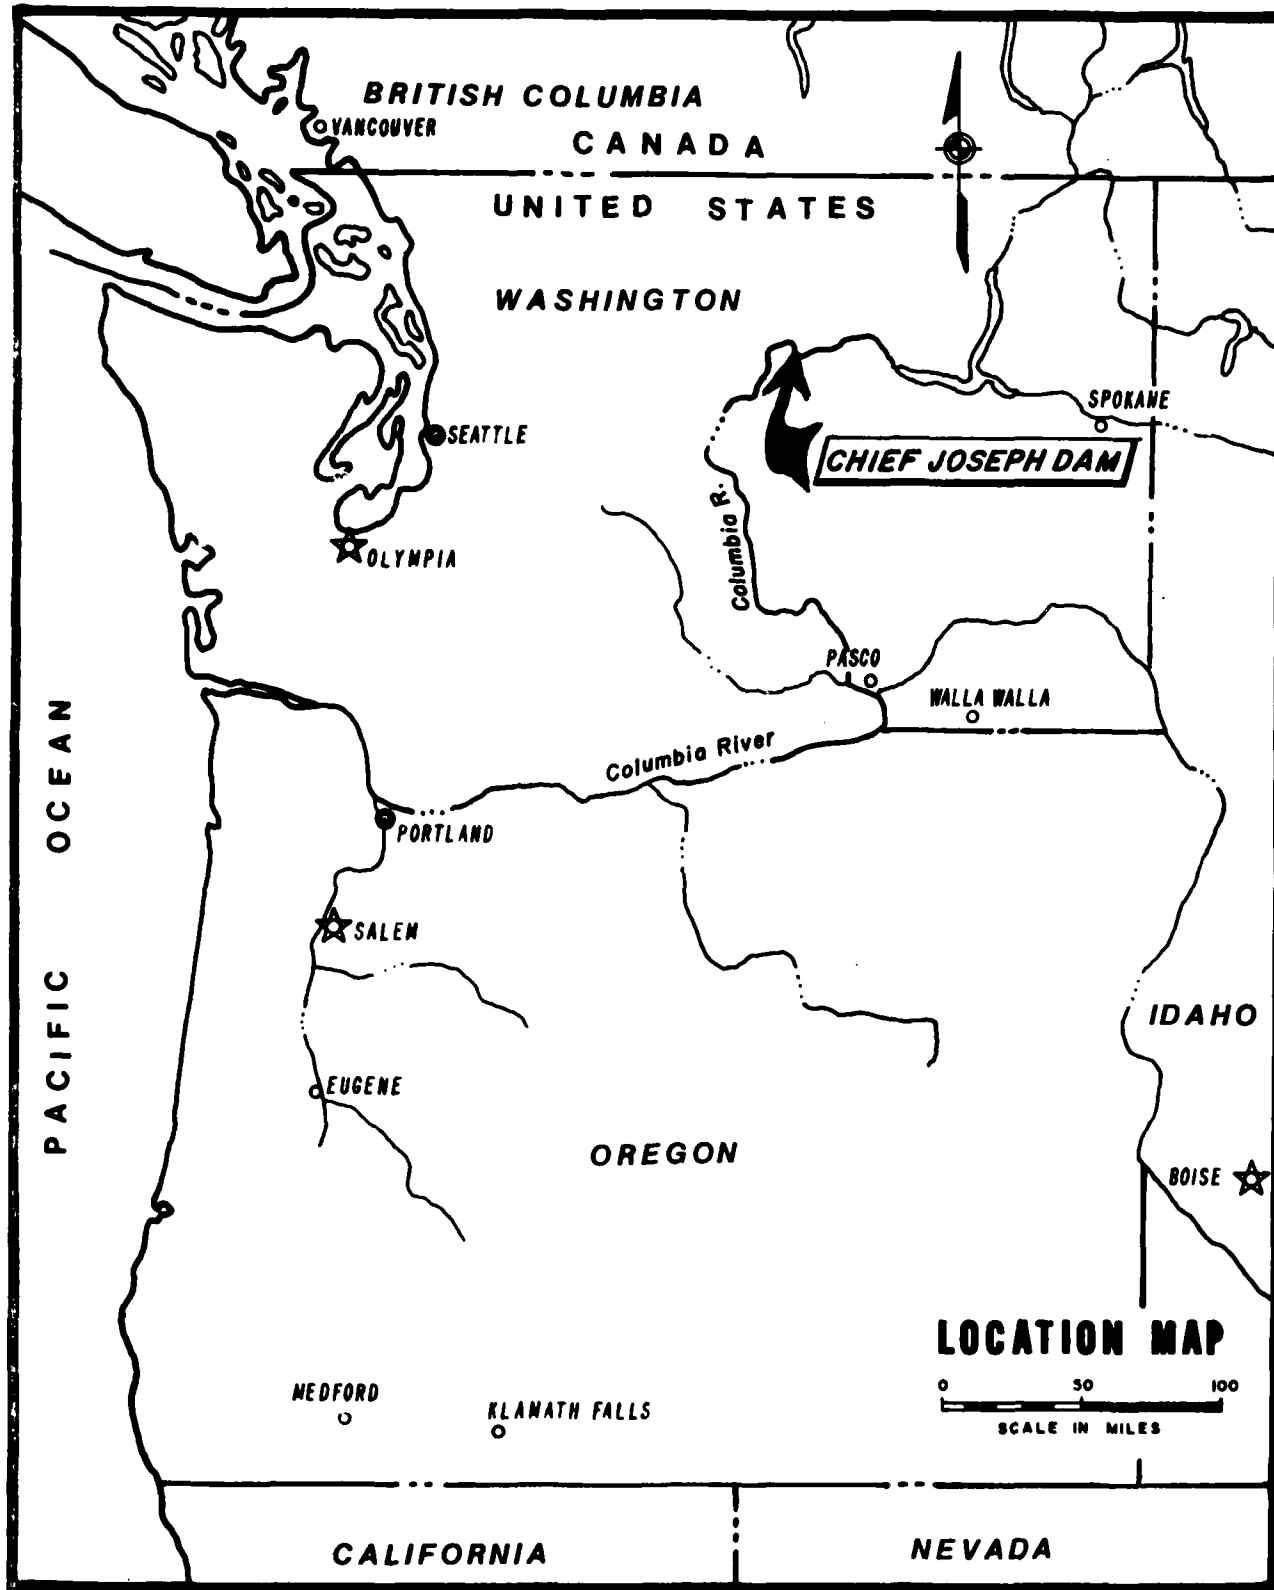 BRITISH COLUMBIA
VANCOUVER
CANADA
UNITED STATES
WASHINGTON
SPOKANE
SEATTLE
CHIEF JOSEPH DAM
Columbia R.
OLYMPIA
PASCO
WALLA WALLA
Columbia River
PORTLAND
PACIFIC OCEAN
SALEM
IDAHO
EUGENE
OREGON
BOISE
LOCATION MAP
0 50 100
SCALE IN MILES
MEDFORD
KLAMATH FALLS
CALIFORNIA
NEVADA